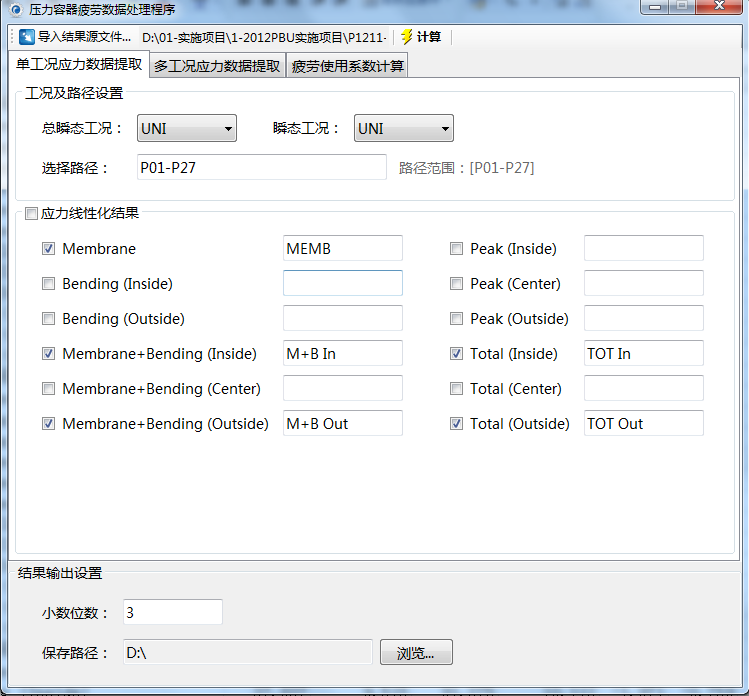 压力容器疲劳数据处理程序
导入结果源文件... D:\01-实施项目\1-2012PBU实施项目\P1211- 计算
单工况应力数据提取 多工况应力数据提取 疲劳使用系数计算
工况及路径设置
总瞬态工况： UNI 瞬态工况： UNI
选择路径： P01-P27 路径范围：[P01-P27]
应力线性化结果
Membrane MEMB Peak (Inside)
Bending (Inside) Peak (Center)
Bending (Outside) Peak (Outside)
Membrane+Bending (Inside) M+B In Total (Inside) TOT In
Membrane+Bending (Center) Total (Center)
Membrane+Bending (Outside) M+B Out Total (Outside) TOT Out
结果输出设置
小数位数： 3
保存路径： D:\ 浏览...